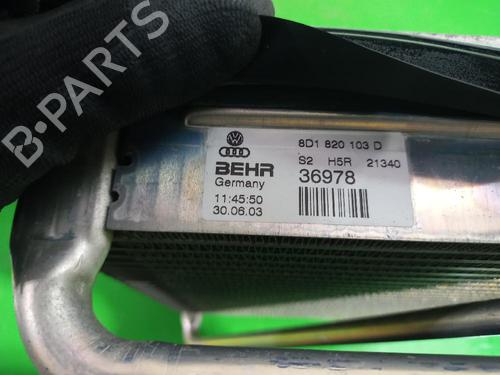 8D1 820 103 D
S2 H5R 21340
BEHR 36978
Germany
11:45:50
30.06.03
B-PARTS